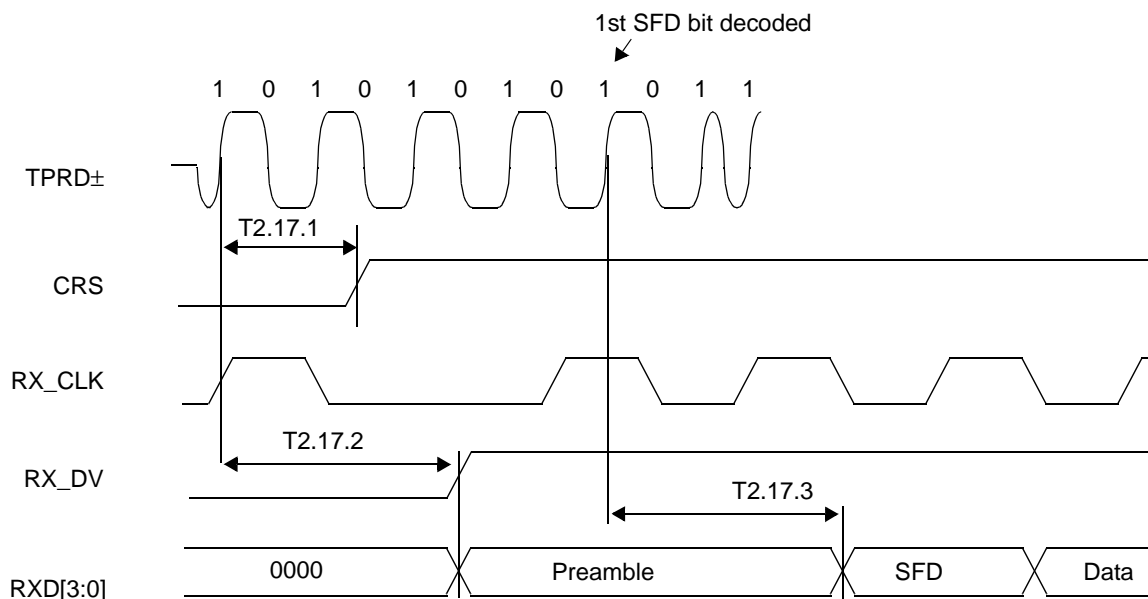 1st SFD bit decoded
1 0 1 0 1 0 1 0 1 0 1 1
TPRD±
T2.17.1
CRS
RX_CLK
T2.17.2
RX_DV
T2.17.3
0000 Preamble SFD Data
RXD[3:0]